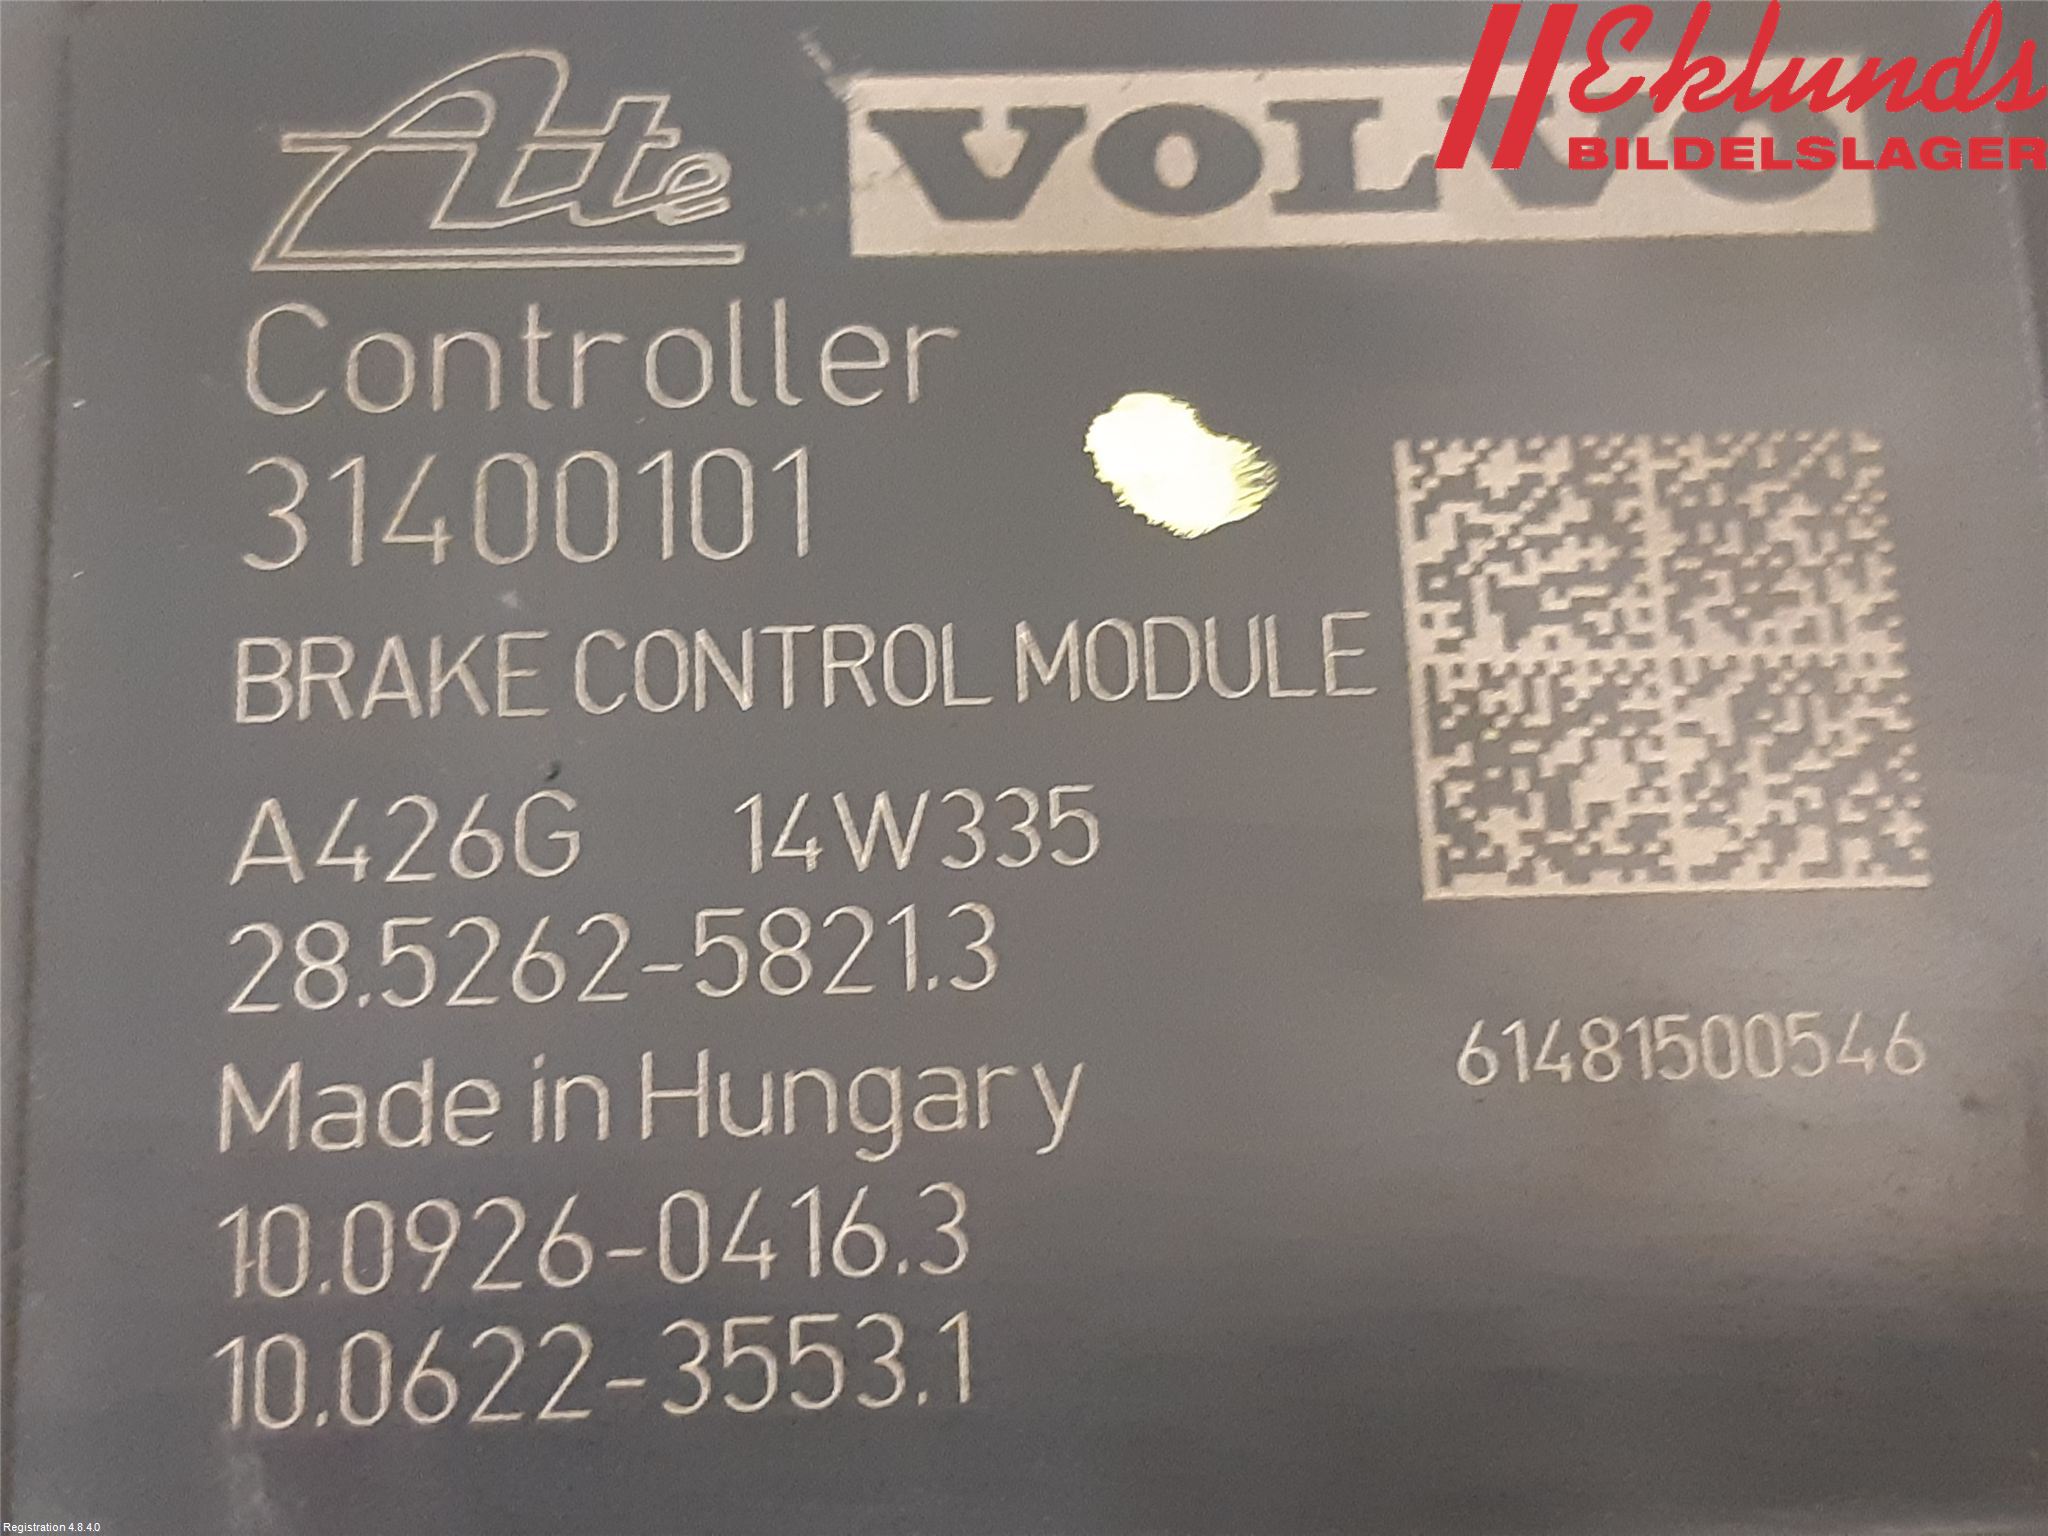 Ate VOLVO
Eklunds
BILDELSLAGER
Controller
31400101
BRAKE CONTROL MODULE
A426G 14W335
28.5262-5821.3
61481500546
Made in Hungary
10.0926-0416.3
10.0622-3553.1
Registration 4.8.4.0